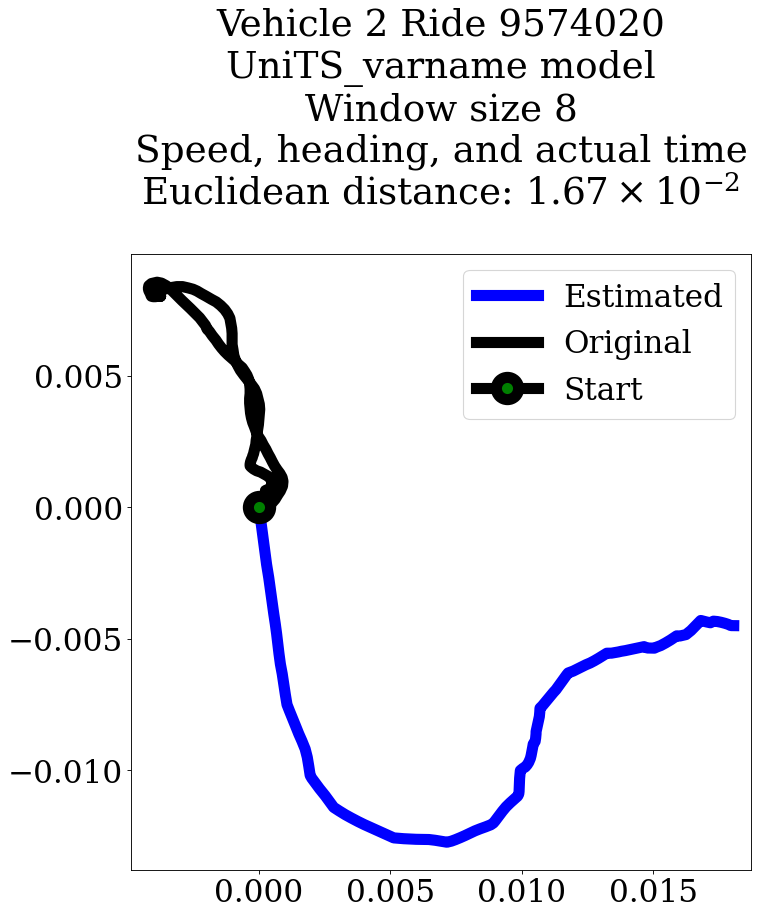 Vehicle 2 Ride 9574020
UniTS_varname model
Window size 8
Speed, heading, and actual time
Euclidean distance: 1.67 × 10⁻²
Estimated
Original
Start
0.005
0.000
−0.005
−0.010
0.000 0.005 0.010 0.015